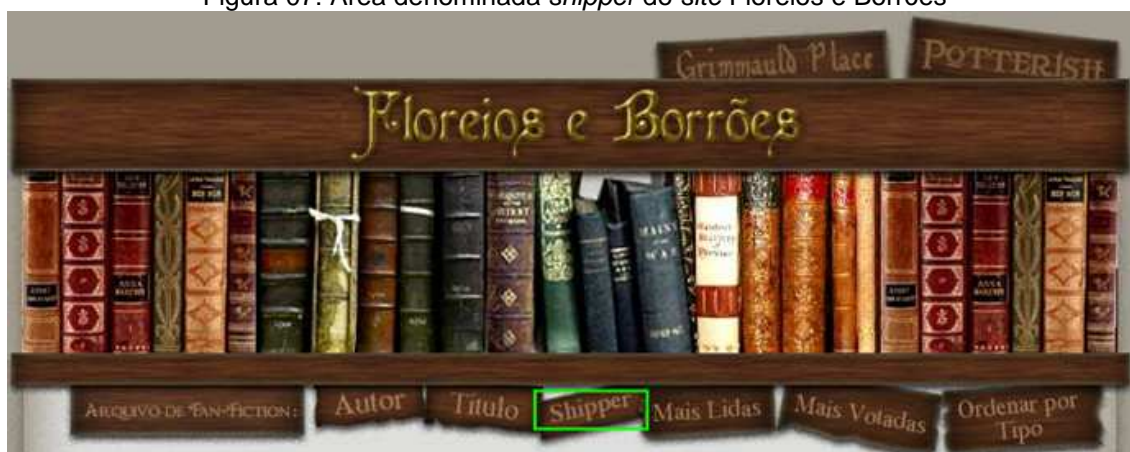 Figura 67: Área denominada shipper do site Floreios e Borrões
Grimmauld Place
POTTERISH
Floreios e Borrões
ARQUIVO DE FAN-FICTION:
Autor
Título
Shipper
Mais Lidas
Mais Votadas
Ordenar por
Tipo